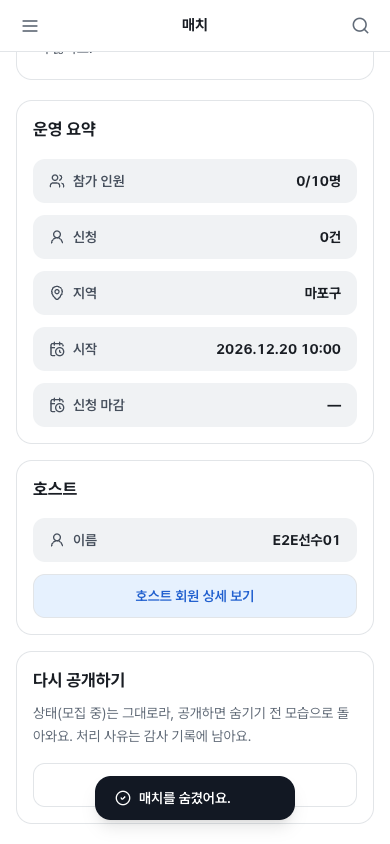 매치
운영 요약
참가 인원
0/10명
신청
0건
지역
마포구
시작
2026.12.20 10:00
신청 마감
—
호스트
이름
E2E선수01
호스트 회원 상세 보기
다시 공개하기
상태(모집 중)는 그대로라, 공개하면 숨기기 전 모습으로 돌
아와요. 처리 사유는 감사 기록에 남아요.
매치를 숨겼어요.